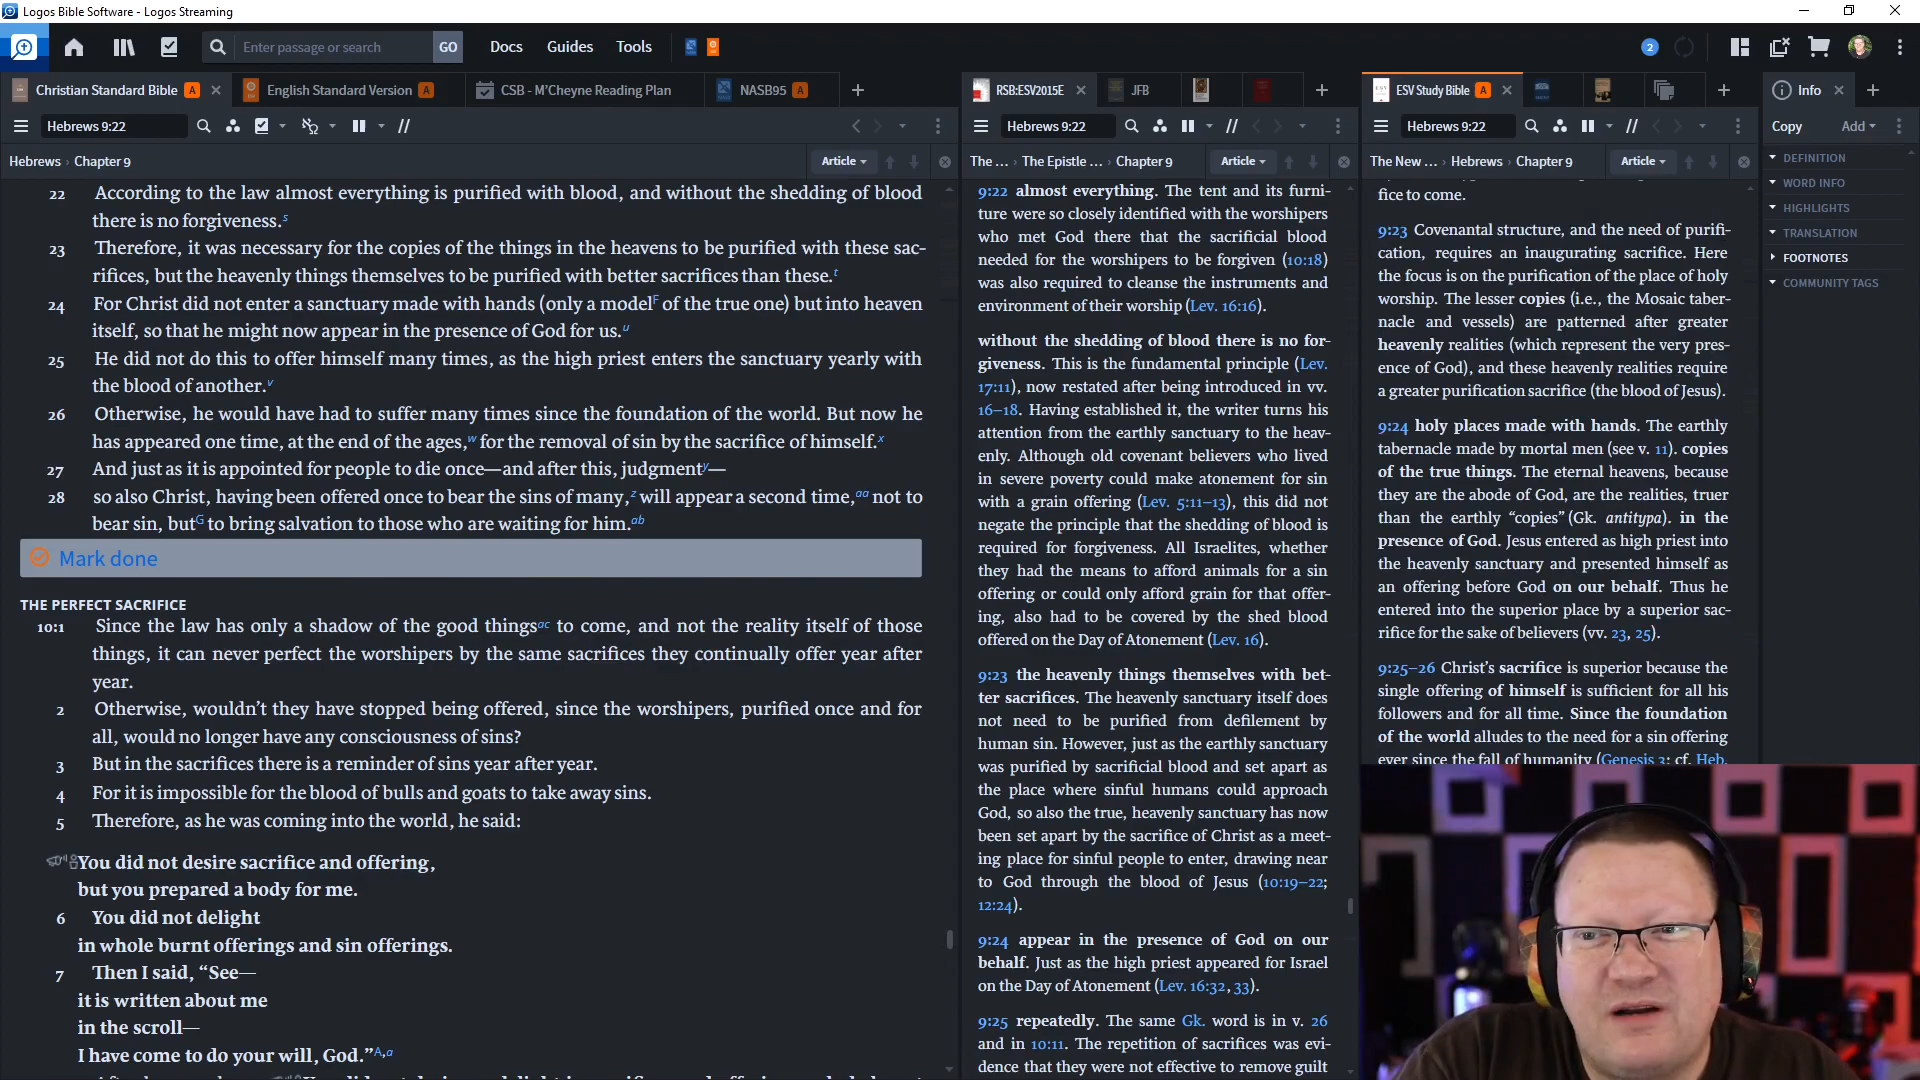 Logos Bible Software - Logos Streaming
Enter passage or search
GO
Docs
Guides
Tools
2
Christian Standard Bible A
English Standard Version A
CSB - M'Cheyne Reading Plan
NASB95 A
RSB:ESV2015E
JFB
ESV Study Bible A
Info
Hebrews 9:22
Hebrews 9:22
Hebrews 9:22
Copy
Add
Hebrews › Chapter 9
Article
The ... › The Epistle ... › Chapter 9
Article
The New ... › Hebrews › Chapter 9
Article
22 According to the law almost everything is purified with blood, and without the shedding of blood
there is no forgiveness.s
23 Therefore, it was necessary for the copies of the things in the heavens to be purified with these sac-
rifices, but the heavenly things themselves to be purified with better sacrifices than these.t
24 For Christ did not enter a sanctuary made with hands (only a modelF of the true one) but into heaven
itself, so that he might now appear in the presence of God for us.u
25 He did not do this to offer himself many times, as the high priest enters the sanctuary yearly with
the blood of another.v
26 Otherwise, he would have had to suffer many times since the foundation of the world. But now he
has appeared one time, at the end of the ages,w for the removal of sin by the sacrifice of himself.x
27 And just as it is appointed for people to die once—and after this, judgmenty—
28 so also Christ, having been offered once to bear the sins of many,z will appear a second time,aa not to
bear sin, butG to bring salvation to those who are waiting for him.ab
Mark done
THE PERFECT SACRIFICE
10:1 Since the law has only a shadow of the good thingsac to come, and not the reality itself of those
things, it can never perfect the worshipers by the same sacrifices they continually offer year after
year.
2 Otherwise, wouldn't they have stopped being offered, since the worshipers, purified once and for
all, would no longer have any consciousness of sins?
3 But in the sacrifices there is a reminder of sins year after year.
4 For it is impossible for the blood of bulls and goats to take away sins.
5 Therefore, as he was coming into the world, he said:
You did not desire sacrifice and offering,
but you prepared a body for me.
6 You did not delight
in whole burnt offerings and sin offerings.
7 Then I said, “See—
it is written about me
in the scroll—
I have come to do your will, God.”A,a
9:22 almost everything. The tent and its furni-
ture were so closely identified with the worshipers
who met God there that the sacrificial blood
needed for the worshipers to be forgiven (10:18)
was also required to cleanse the instruments and
environment of their worship (Lev. 16:16).
without the shedding of blood there is no for-
giveness. This is the fundamental principle (Lev.
17:11), now restated after being introduced in vv.
16–18. Having established it, the writer turns his
attention from the earthly sanctuary to the heav-
enly. Although old covenant believers who lived
in severe poverty could make atonement for sin
with a grain offering (Lev. 5:11–13), this did not
negate the principle that the shedding of blood is
required for forgiveness. All Israelites, whether
they had the means to afford animals for a sin
offering or could only afford grain for that offer-
ing, also had to be covered by the shed blood
offered on the Day of Atonement (Lev. 16).
9:23 the heavenly things themselves with bet-
ter sacrifices. The heavenly sanctuary itself does
not need to be purified from defilement by
human sin. However, just as the earthly sanctuary
was purified by sacrificial blood and set apart as
the place where sinful humans could approach
God, so also the true, heavenly sanctuary has now
been set apart by the sacrifice of Christ as a meet-
ing place for sinful people to enter, drawing near
to God through the blood of Jesus (10:19–22;
12:24).
9:24 appear in the presence of God on our
behalf. Just as the high priest appeared for Israel
on the Day of Atonement (Lev. 16:32, 33).
9:25 repeatedly. The same Gk. word is in v. 26
and in 10:11. The repetition of sacrifices was evi-
dence that they were not effective to remove guilt
fice to come.
9:23 Covenantal structure, and the need of purifi-
cation, requires an inaugurating sacrifice. Here
the focus is on the purification of the place of holy
worship. The lesser copies (i.e., the Mosaic taber-
nacle and vessels) are patterned after greater
heavenly realities (which represent the very pres-
ence of God), and these heavenly realities require
a greater purification sacrifice (the blood of Jesus).
9:24 holy places made with hands. The earthly
tabernacle made by mortal men (see v. 11). copies
of the true things. The eternal heavens, because
they are the abode of God, are the realities, truer
than the earthly “copies” (Gk. antitypa). in the
presence of God. Jesus entered as high priest into
the heavenly sanctuary and presented himself as
an offering before God on our behalf. Thus he
entered into the superior place by a superior sac-
rifice for the sake of believers (vv. 23, 25).
9:25–26 Christ's sacrifice is superior because the
single offering of himself is sufficient for all his
followers and for all time. Since the foundation
of the world alludes to the need for a sin offering
ever since the fall of humanity (Genesis 3; cf. Heb.
DEFINITION
WORD INFO
HIGHLIGHTS
TRANSLATION
FOOTNOTES
COMMUNITY TAGS